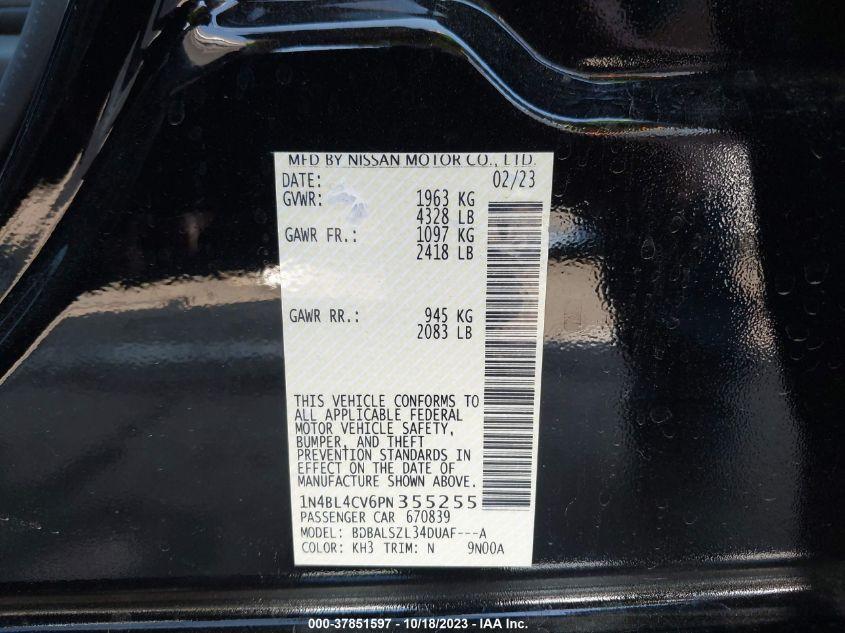 MFD BY NISSAN MOTOR CO., LTD.
DATE: 02/23
GVWR: 1963 KG
4328 LB
GAWR FR.: 1097 KG
2418 LB
GAWR RR.: 945 KG
2083 LB
THIS VEHICLE CONFORMS TO
ALL APPLICABLE FEDERAL
MOTOR VEHICLE SAFETY,
BUMPER, AND THEFT
PREVENTION STANDARDS IN
EFFECT ON THE DATE OF
MANUFACTURE SHOWN ABOVE.
1N4BL4CV6PN355255
PASSENGER CAR 670839
MODEL: BDBALSZL34DUAF---A
COLOR: KH3 TRIM: N 9N00A
000-37851597 - 10/18/2023 - IAA Inc.